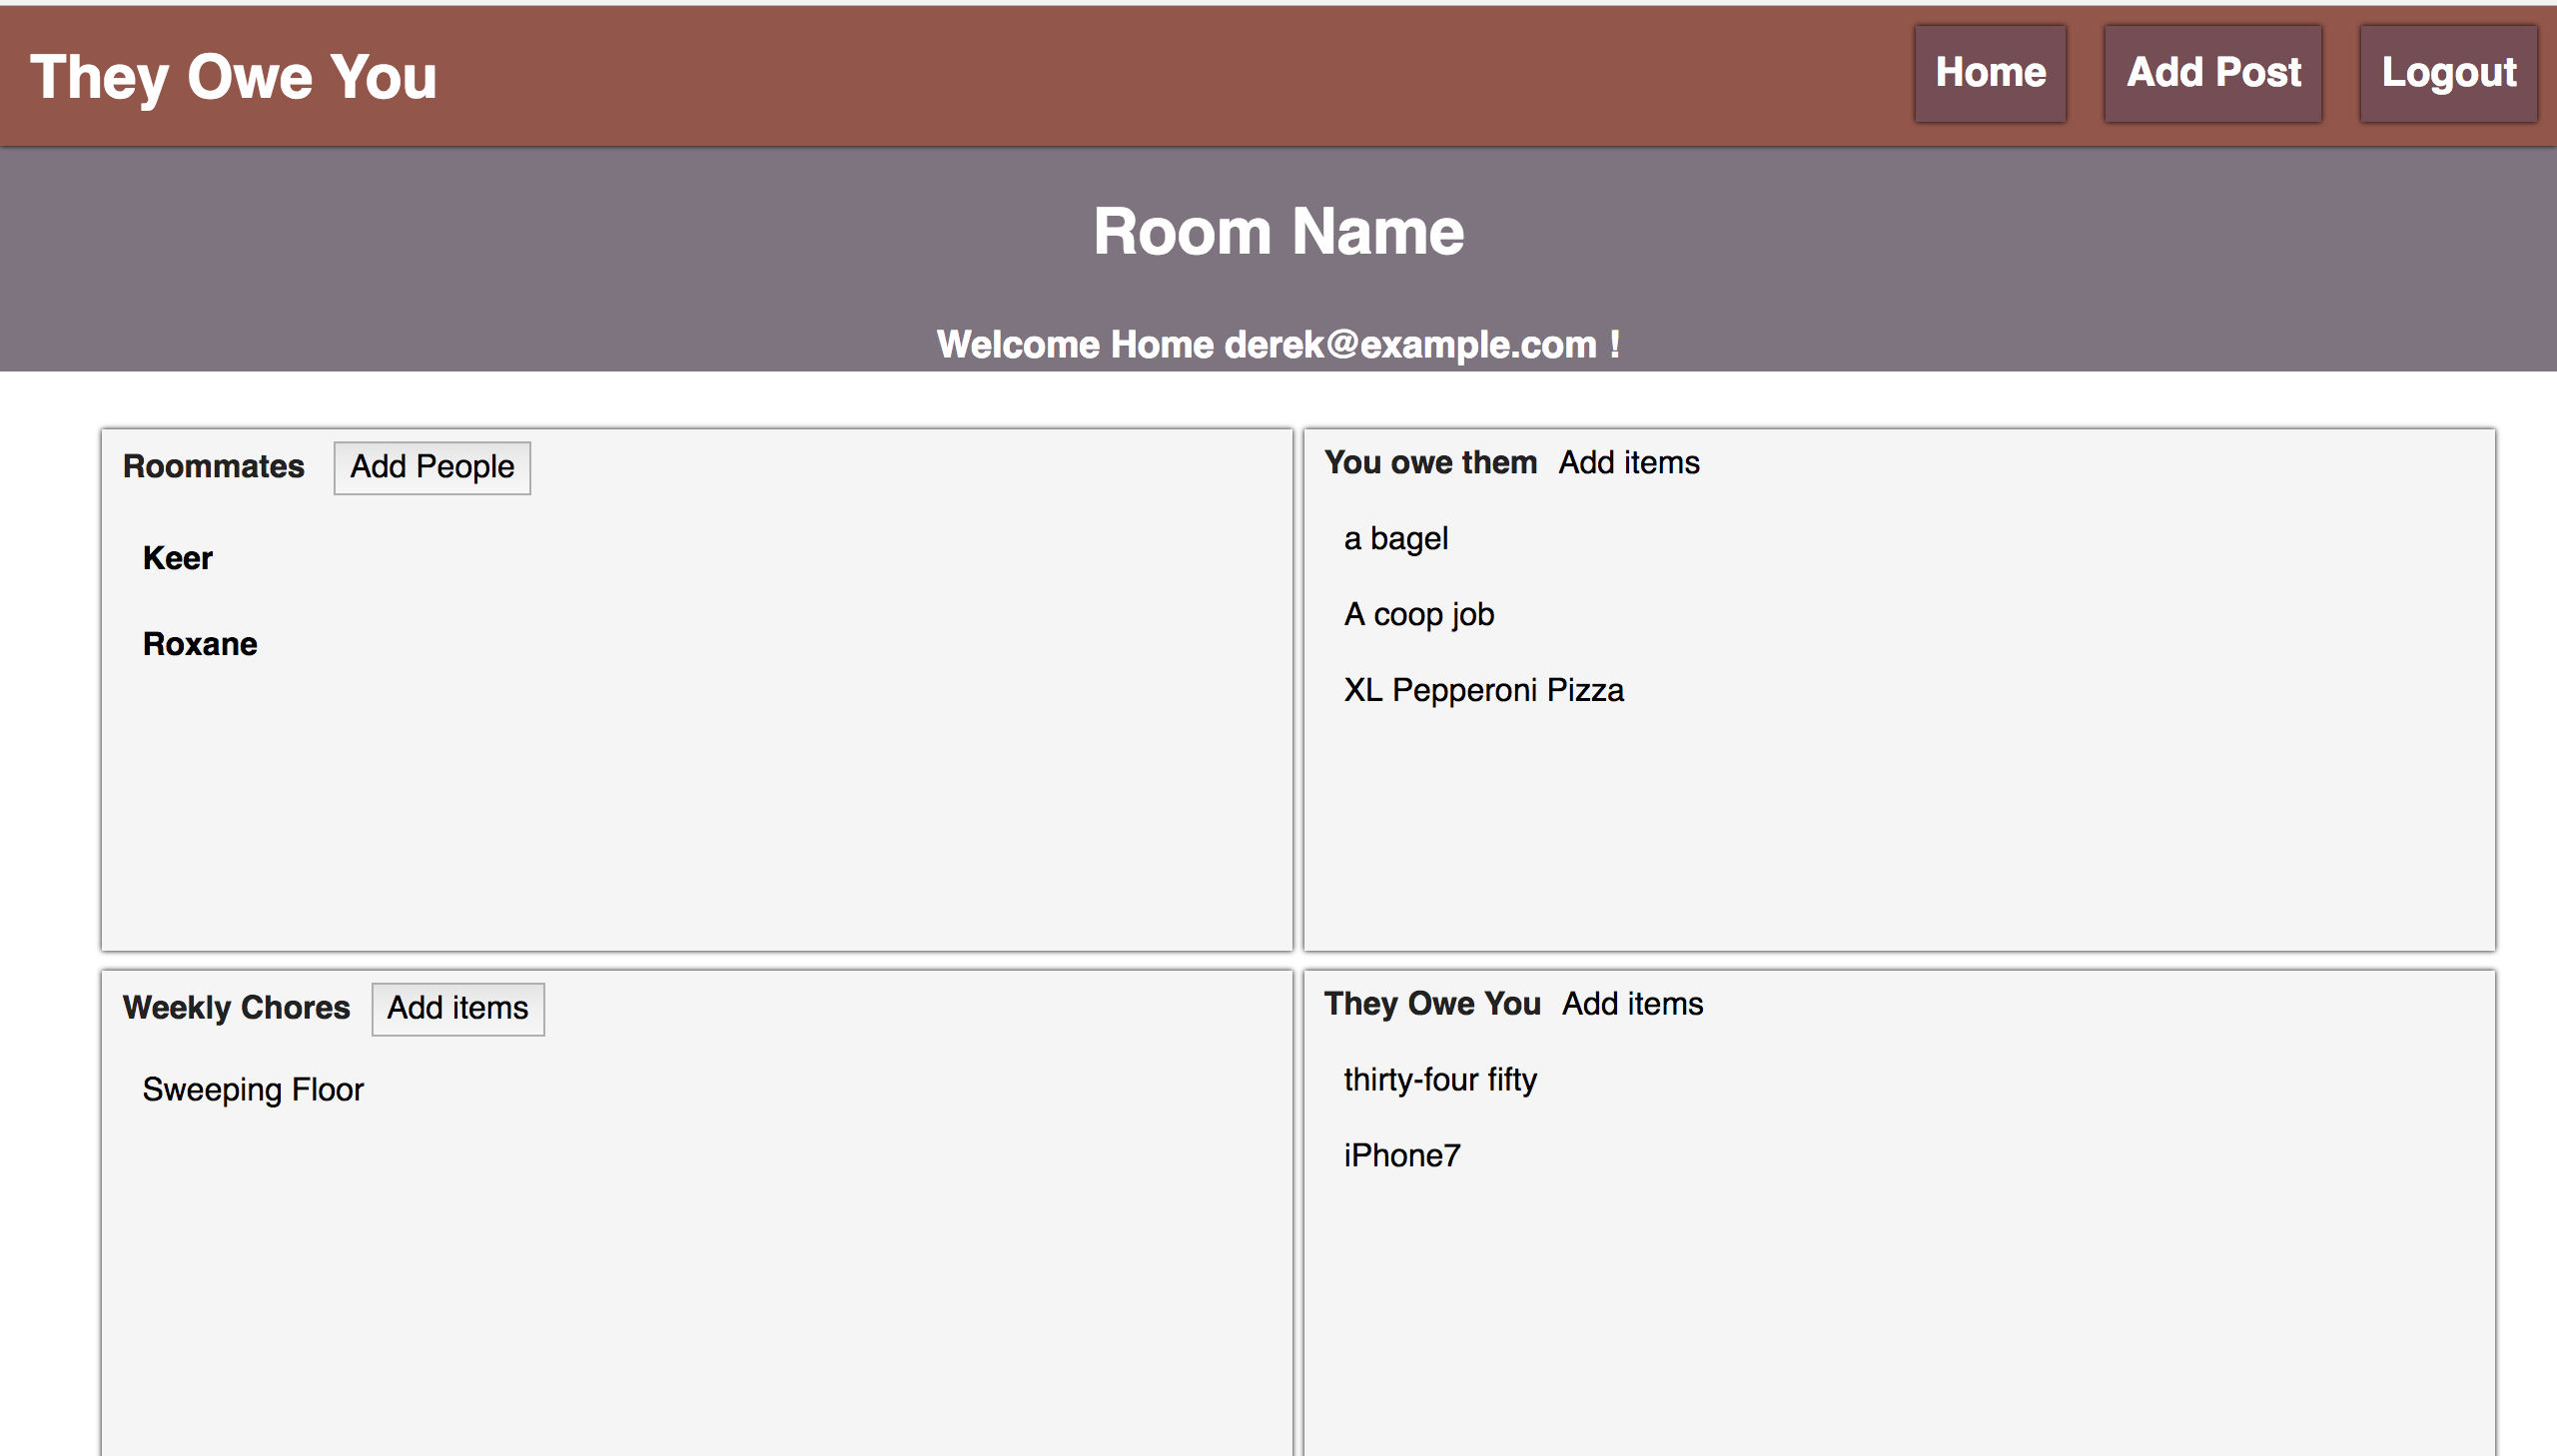 They Owe You
Home Add Post Logout
Room Name
Welcome Home derek@example.com !
Roommates Add People
Keer
Roxane
You owe them Add items
a bagel
A coop job
XL Pepperoni Pizza
Weekly Chores Add items
Sweeping Floor
They Owe You Add items
thirty-four fifty
iPhone7